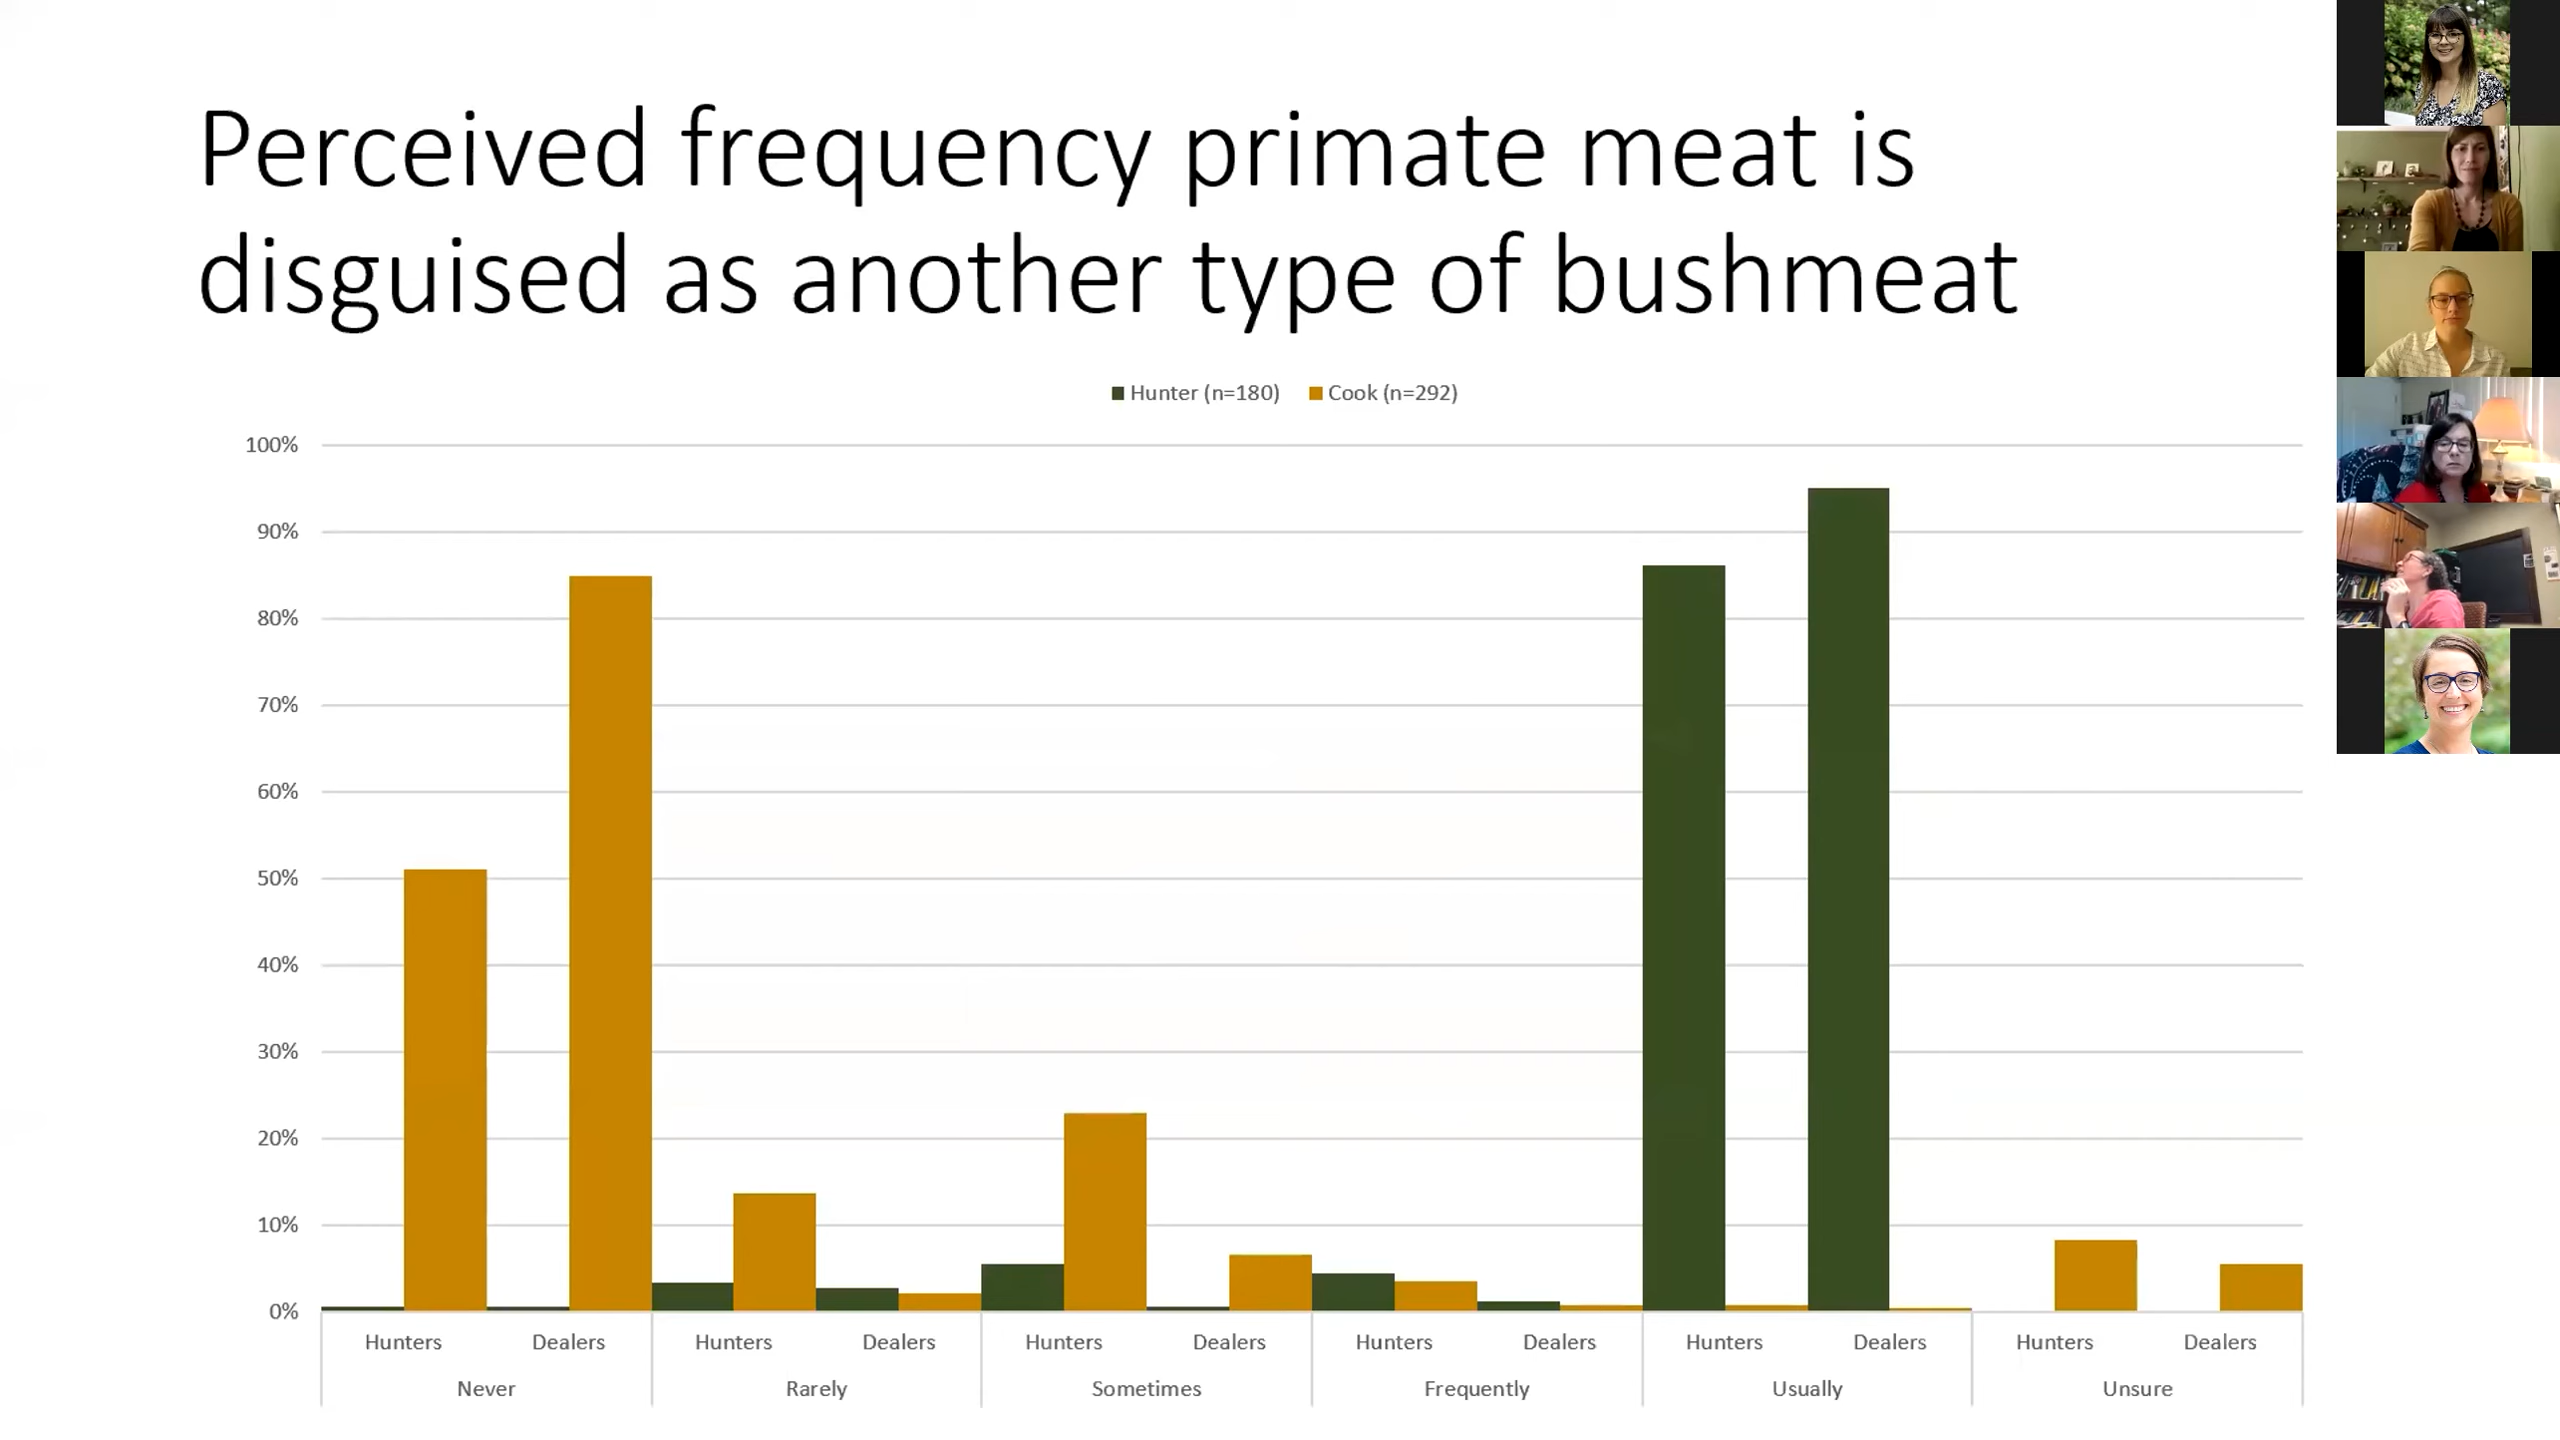 Perceived frequency primate meat is
disguised as another type of bushmeat
Hunter (n=180) Cook (n=292)
100%
90%
80%
70%
60%
50%
40%
30%
20%
10%
0%
Hunters Dealers Hunters Dealers Hunters Dealers Hunters Dealers Hunters Dealers Hunters Dealers
Never Rarely Sometimes Frequently Usually Unsure